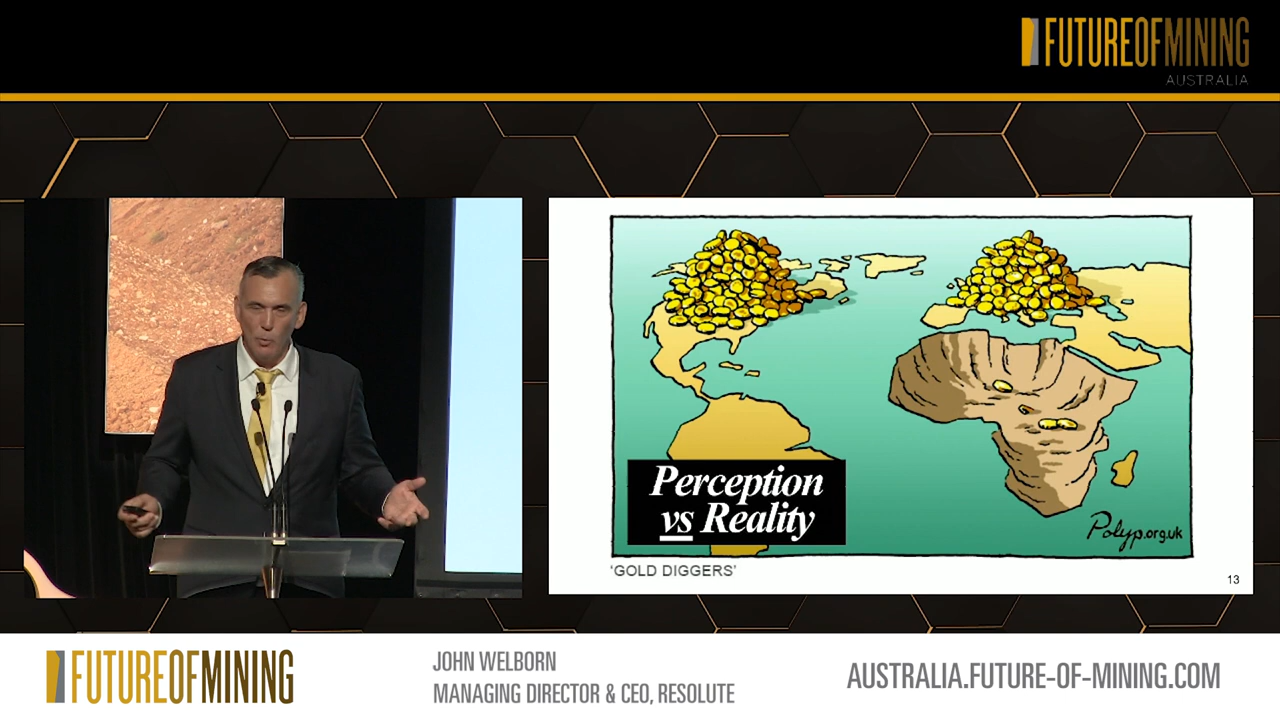 FUTUREOFMINING
AUSTRALIA
Perception
vs Reality
Polyp.org.uk
'GOLD DIGGERS'
13
FUTUREOFMINING
JOHN WELBORN
MANAGING DIRECTOR & CEO, RESOLUTE
AUSTRALIA.FUTURE-OF-MINING.COM